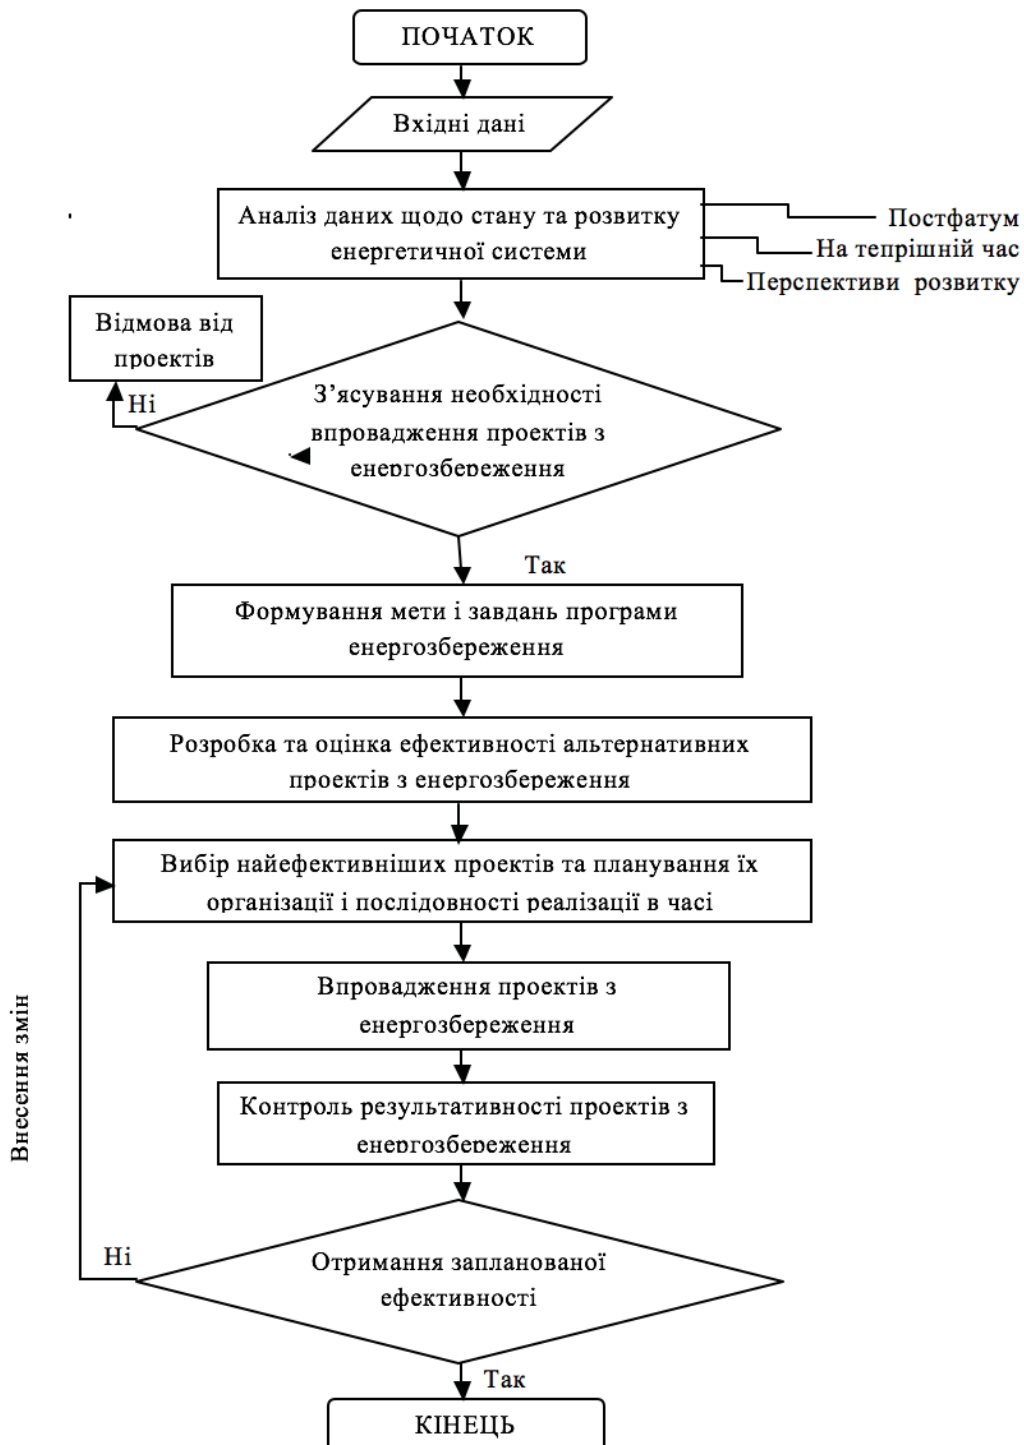 ПОЧАТОК
Вхідні дані
Аналіз даних щодо стану та розвитку
енергетичної системи
Постфатум
На тепрішній час
Перспективи розвитку
Відмова від
проектів
Ні
З’ясування необхідності
впровадження проектів з
енергозбереження
Так
Формування мети і завдань програми
енергозбереження
Розробка та оцінка ефективності альтернативних
проектів з енергозбереження
Вибір найефективніших проектів та планування їх
організації і послідовності реалізації в часі
Впровадження проектів з
енергозбереження
Внесення змін
Контроль результативності проектів з
енергозбереження
Ні
Отримання запланованої
ефективності
Так
КІНЕЦЬ